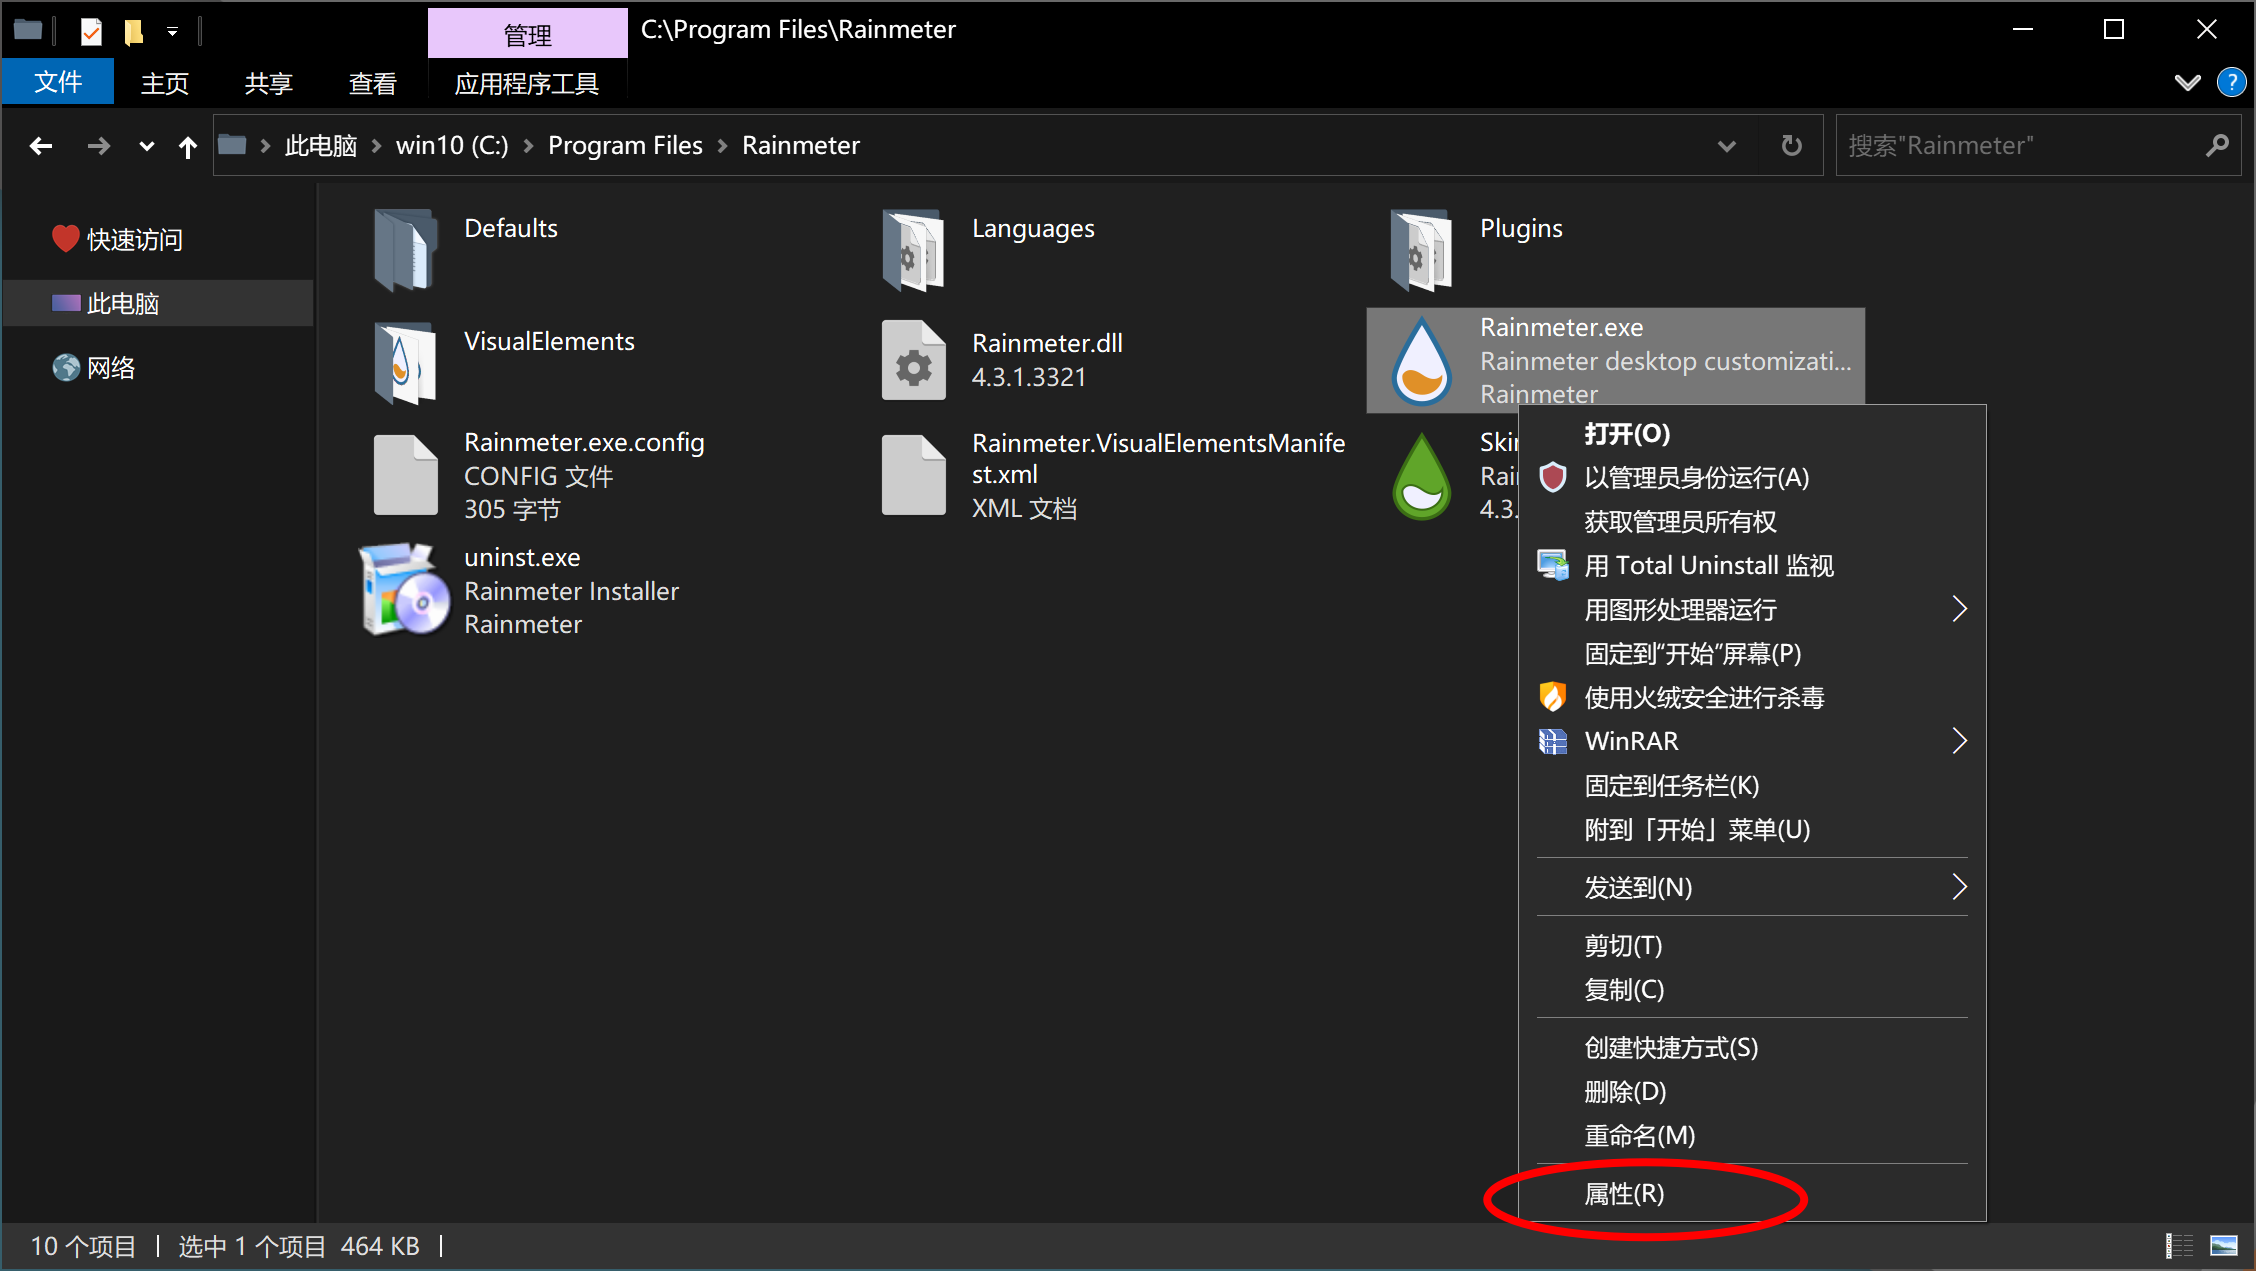 管理
C:\Program Files\Rainmeter
文件
主页
共享
查看
应用程序工具
?
此电脑
win10 (C:)
Program Files
Rainmeter
搜索"Rainmeter"
快速访问
此电脑
网络
Defaults
Languages
Plugins
VisualElements
Rainmeter.dll
4.3.1.3321
Rainmeter.exe
Rainmeter desktop customizati...
Rainmeter
Rainmeter.exe.config
CONFIG 文件
305 字节
Rainmeter.VisualElementsManife
st.xml
XML 文档
Skin
Rain
4.3.
uninst.exe
Rainmeter Installer
Rainmeter
打开(O)
以管理员身份运行(A)
获取管理员所有权
用 Total Uninstall 监视
用图形处理器运行
固定到“开始”屏幕(P)
使用火绒安全进行杀毒
WinRAR
固定到任务栏(K)
附到「开始」菜单(U)
发送到(N)
剪切(T)
复制(C)
创建快捷方式(S)
删除(D)
重命名(M)
属性(R)
10 个项目
选中 1 个项目 464 KB